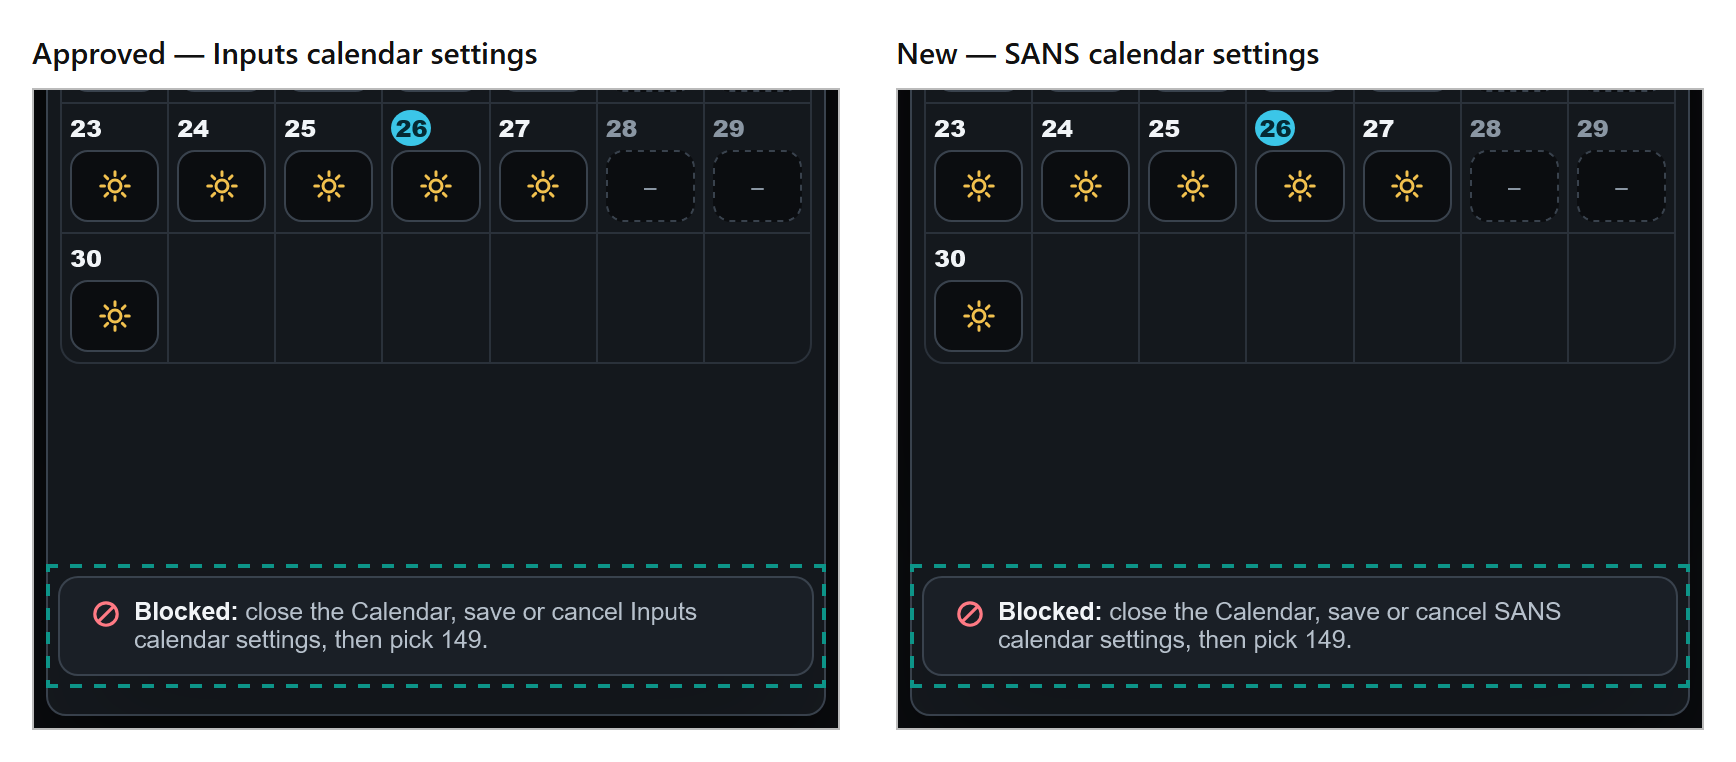 Approved — Inputs calendar settings
23 24 25 26 27 28 29
– –
30
Blocked: close the Calendar, save or cancel Inputs
calendar settings, then pick 149.
New — SANS calendar settings
23 24 25 26 27 28 29
– –
30
Blocked: close the Calendar, save or cancel SANS
calendar settings, then pick 149.